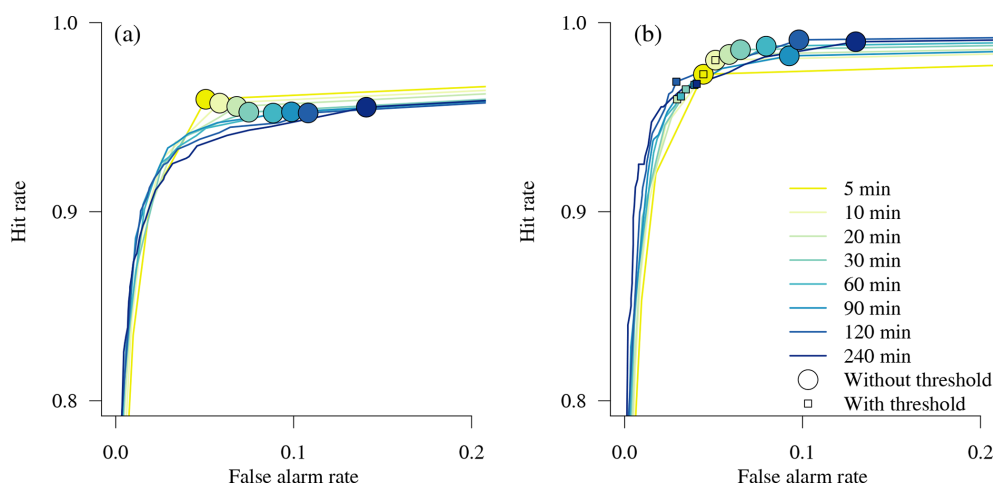 (a)
1.0
0.9
0.8
Hit rate
0.0
0.1
0.2
False alarm rate
(b)
1.0
0.9
0.8
Hit rate
0.0
0.1
0.2
False alarm rate
5 min
10 min
20 min
30 min
60 min
90 min
120 min
240 min
Without threshold
With threshold